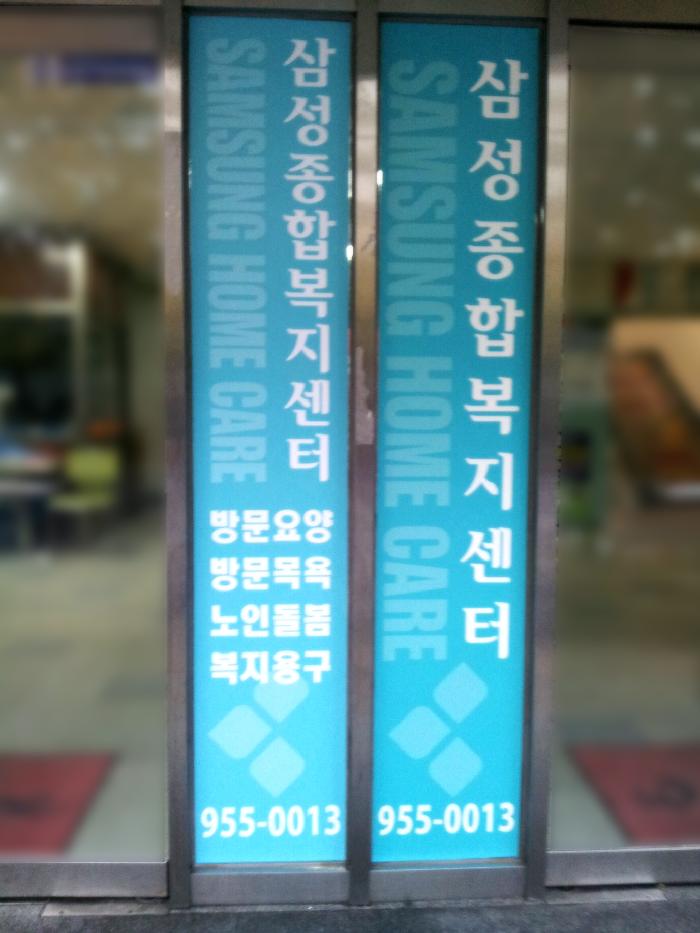 삼성종합복지센터
SAMSUNG HOME CARE
방문요양
방문목욕
노인돌봄
복지용구
955-0013
삼성종합복지센터
SAMSUNG HOME CARE
955-0013